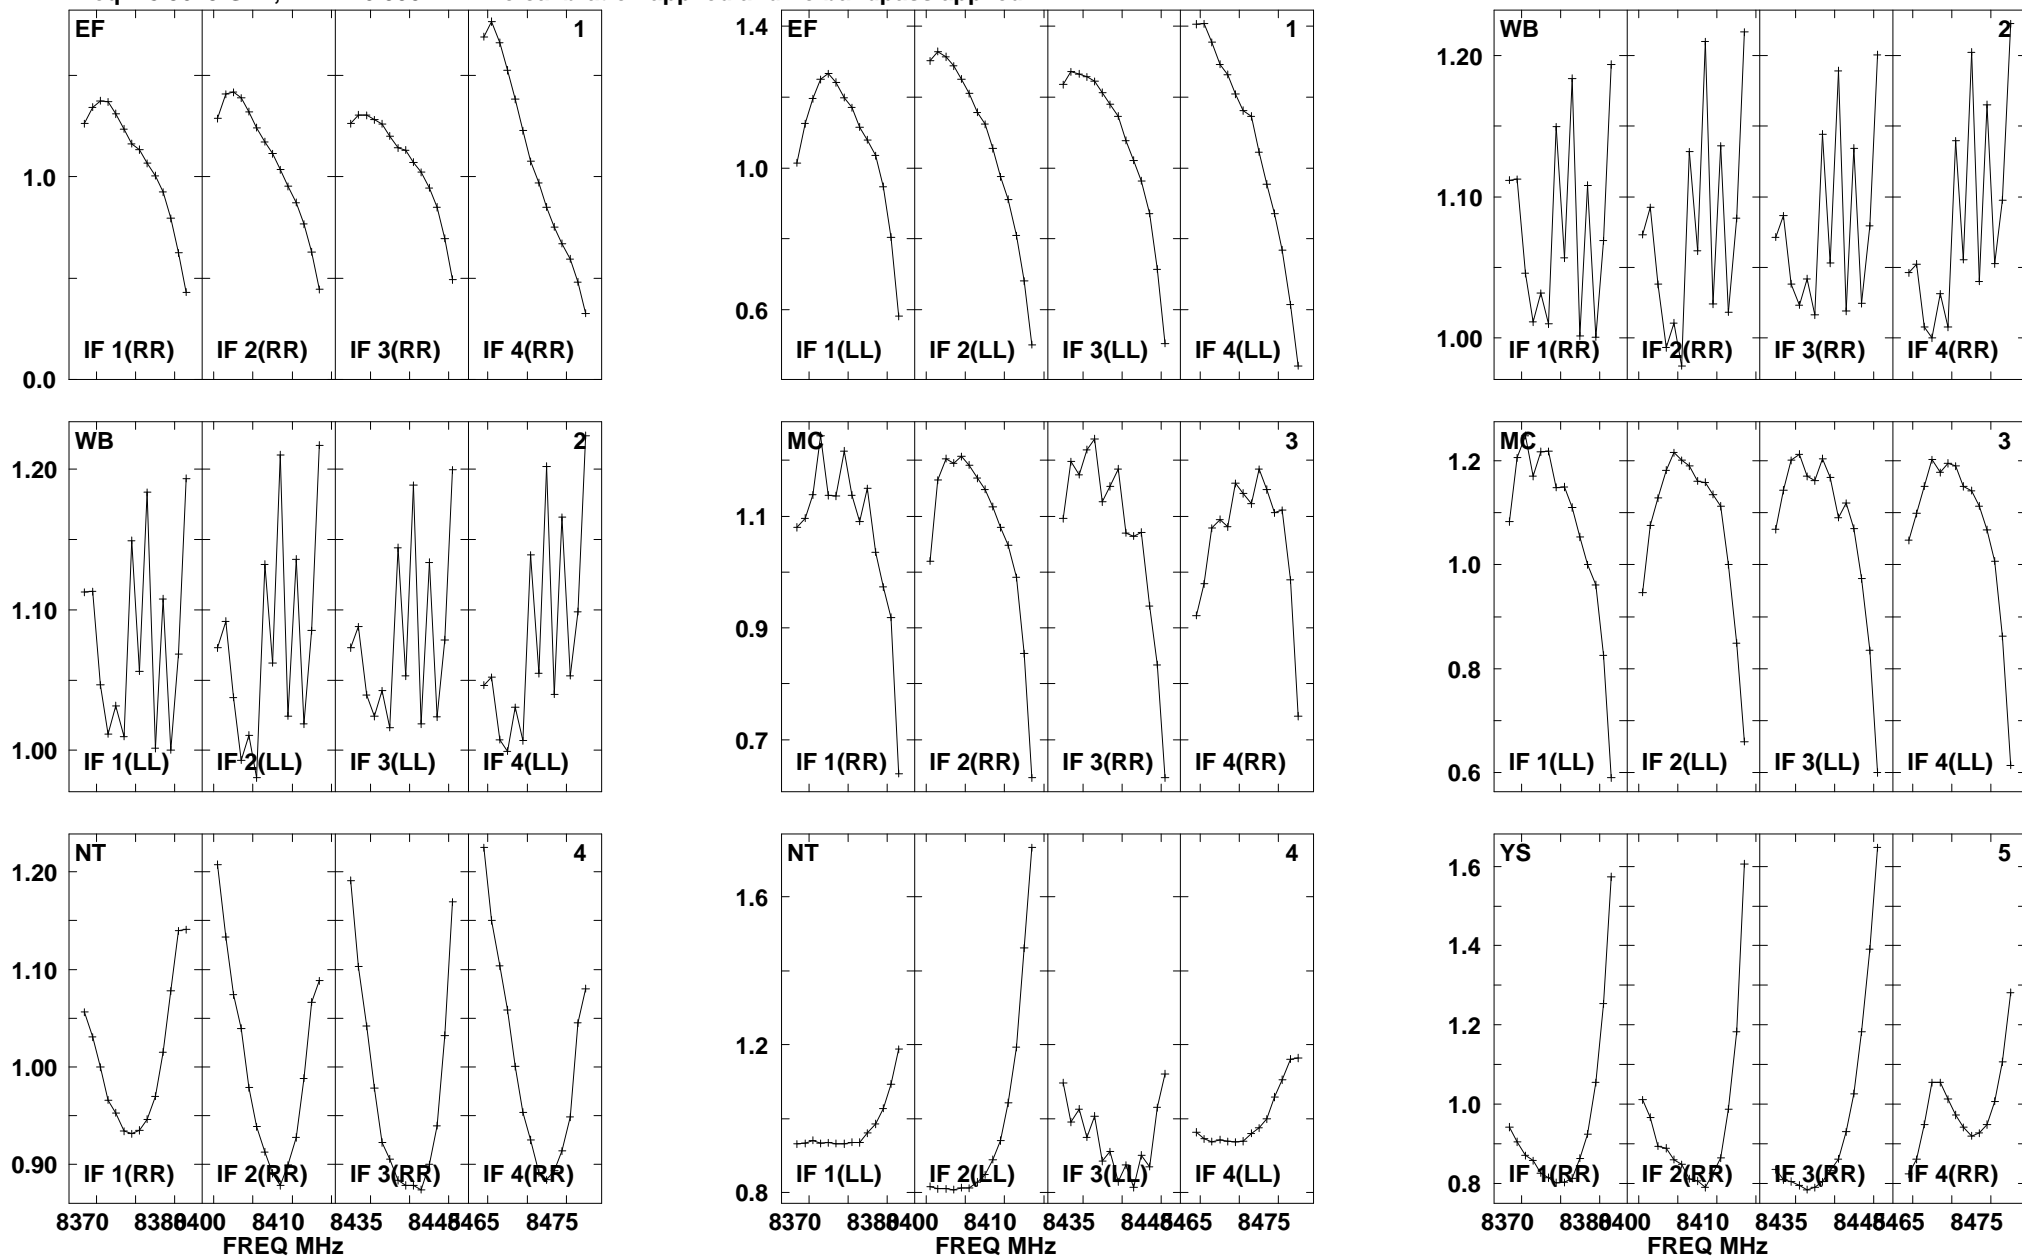 EF 1
1.0
0.0
IF 1(RR) IF 2(RR) IF 3(RR) IF 4(RR)
EF 1
1.4
1.0
0.6
IF 1(LL) IF 2(LL) IF 3(LL) IF 4(LL)
WB 2
1.20
1.10
1.00
IF 1(RR) IF 2(RR) IF 3(RR) IF 4(RR)
WB 2
1.20
1.10
1.00
IF 1(LL) IF 2(LL) IF 3(LL) IF 4(LL)
MC 3
1.1
0.9
0.7
IF 1(RR) IF 2(RR) IF 3(RR) IF 4(RR)
MC 3
1.2
1.0
0.8
0.6
IF 1(LL) IF 2(LL) IF 3(LL) IF 4(LL)
NT 4
1.20
1.10
1.00
0.90
IF 1(RR) IF 2(RR) IF 3(RR) IF 4(RR)
8370 8380 8400 8410 8435 8445 8465 8475
FREQ MHz
NT 4
1.6
1.2
0.8
IF 1(LL) IF 2(LL) IF 3(LL) IF 4(LL)
8370 8380 8400 8410 8435 8445 8465 8475
FREQ MHz
YS 5
1.6
1.4
1.2
1.0
0.8
IF 1(RR) IF 2(RR) IF 3(RR) IF 4(RR)
8370 8380 8400 8410 8435 8445 8465 8475
FREQ MHz